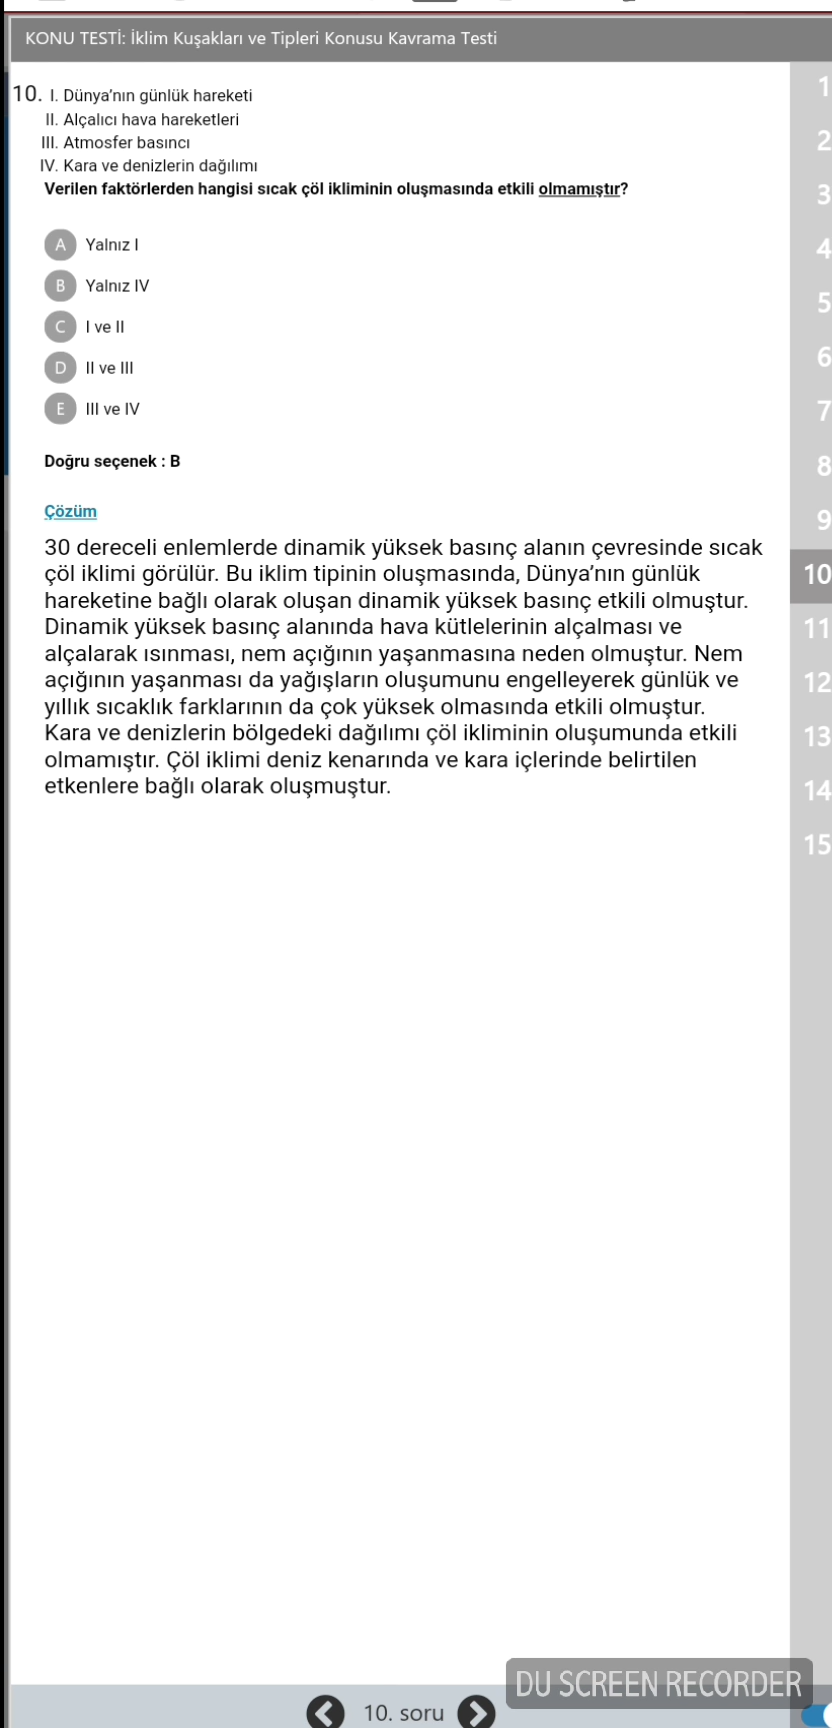 KONU TESTİ: İklim Kuşakları ve Tipleri Konusu Kavrama Testi
10. I. Dünya'nın günlük hareketi
II. Alçalıcı hava hareketleri
III. Atmosfer basıncı
IV. Kara ve denizlerin dağılımı
Verilen faktörlerden hangisi sıcak çöl ikliminin oluşmasında etkili olmamıştır?
A Yalnız I
B Yalnız IV
C I ve II
D II ve III
E III ve IV
Doğru seçenek : B
Çözüm
30 dereceli enlemlerde dinamik yüksek basınç alanın çevresinde sıcak
çöl iklimi görülür. Bu iklim tipinin oluşmasında, Dünya'nın günlük
hareketine bağlı olarak oluşan dinamik yüksek basınç etkili olmuştur.
Dinamik yüksek basınç alanında hava kütlelerinin alçalması ve
alçalarak ısınması, nem açığının yaşanmasına neden olmuştur. Nem
açığının yaşanması da yağışların oluşumunu engelleyerek günlük ve
yıllık sıcaklık farklarının da çok yüksek olmasında etkili olmuştur.
Kara ve denizlerin bölgedeki dağılımı çöl ikliminin oluşumunda etkili
olmamıştır. Çöl iklimi deniz kenarında ve kara içlerinde belirtilen
etkenlere bağlı olarak oluşmuştur.
1
2
3
4
5
6
7
8
9
10
11
12
13
14
15
DU SCREEN RECORDER
10. soru